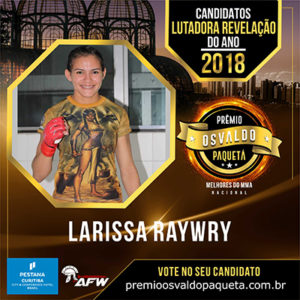 CANDIDATOS
LUTADORA REVELAÇÃO
DO ANO
2018
PRÊMIO
OSVALDO
PAQUETÁ
MELHORES DO MMA
NACIONAL
LARISSA RAYWRY
PESTANA
CURITIBA
BRASIL
AFW
VOTE NO SEU CANDIDATO
premioosvaldopaqueta.com.br